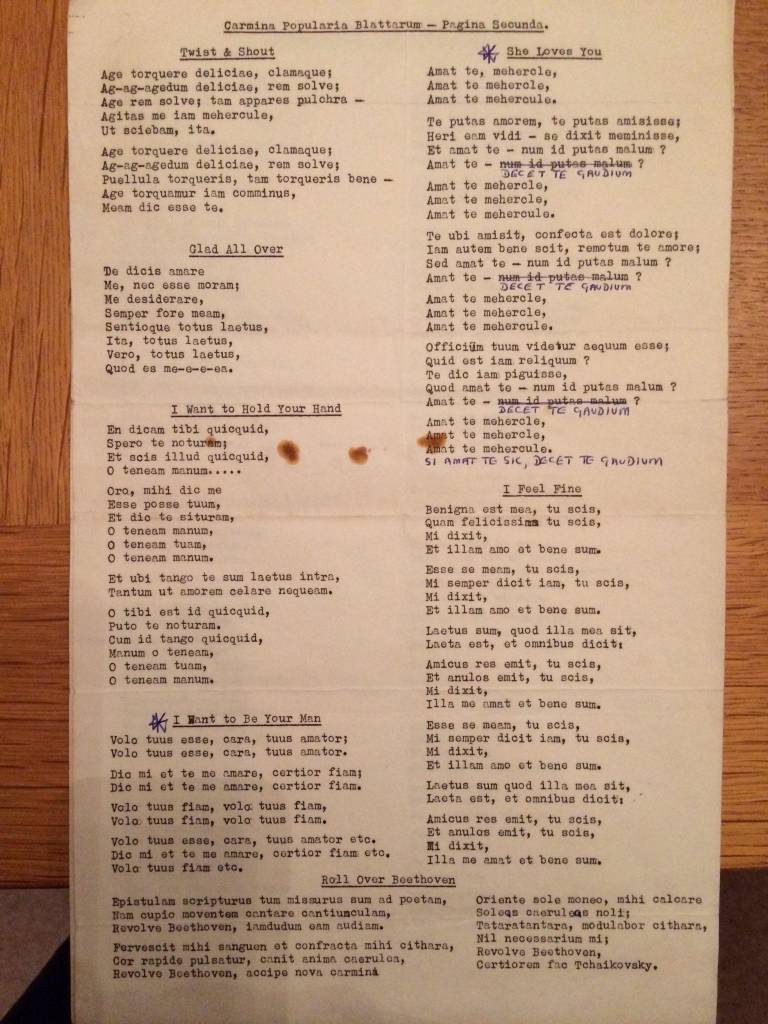 Carmina Popularia Blattarum - Pagina Secunda.
Twist & Shout
Age torquere deliciae, clamaque;
Ag-ag-agedum deliciae, rem solve;
Age rem solve; tam appares pulchra -
Agitas me iam mehercule,
Ut sciebam, ita.
Age torquere deliciae, clamaque;
Ag-ag-agedum deliciae, rem solve;
Puellula torqueris, tam torqueris bene -
Age torquamur iam comminus,
Meam dic esse te.
Glad All Over
De dicis amare
Me, nec esse moram;
Me desiderare,
Semper fore meam,
Sentioque totus laetus,
Ita, totus laetus,
Vero, totus laetus,
Quod es me-e-e-ea.
I Want to Hold Your Hand
En dicam tibi quicquid,
Spero te noturam;
Et scis illud quicquid,
O teneam manum.....
Oro, mihi dic me
Esse posse tuum,
Et dic te situram,
O teneam manum,
O teneam tuam,
O teneam manum.
Et ubi tango te sum laetus intra,
Tantum ut amorem celare nequeam.
O tibi est id quicquid,
Puto te noturam.
Cum id tango quicquid,
Manum o teneam,
O teneam tuam,
O teneam manum.
I Want to Be Your Man
Volo tuus esse, cara, tuus amator;
Volo tuus esse, cara, tuus amator.
Dic mi et te me amare, certior fiam;
Dic mi et te me amare, certior fiam.
Volo tuus fiam, volo tuus fiam,
Volo tuus fiam, volo tuus fiam.
Volo tuus esse, cara, tuus amator etc.
Dic mi et te me amare, certior fiam etc.
Volo tuus fiam etc.
She Loves You
Amat te, mehercle,
Amat te mehercle,
Amat te mehercule.
Te putas amorem, te putas amisisse;
Heri eam vidi - se dixit meminisse,
Et amat te - num id putas malum ?
Amat te - num id putas malum ?
DECET TE GAUDIUM
Amat te mehercle,
Amat te mehercle,
Amat te mehercule.
Te ubi amisit, confecta est dolore;
Iam autem bene scit, remotum te amore;
Sed amat te - num id putas malum ?
Amat te - num id putas malum ?
DECET TE GAUDIUM
Amat te mehercle,
Amat te mehercle,
Amat te mehercule.
Officium tuum videtur aequum esse;
Quid est iam reliquum ?
Te dic iam piguisse,
Quod amat te - num id putas malum ?
Amat te - num id putas malum ?
DECET TE GAUDIUM
Amat te mehercle,
Amat te mehercle,
Amat te mehercule.
SI AMAT TE SIC, DECET TE GAUDIUM
I Feel Fine
Benigna est mea, tu scis,
Quam felicissima tu scis,
Mi dixit,
Et illam amo et bene sum.
Esse se meam, tu scis,
Mi semper dicit iam, tu scis,
Mi dixit,
Et illam amo et bene sum.
Laetus sum, quod illa mea sit,
Laeta est, et omnibus dicit:
Amicus res emit, tu scis,
Et anulos emit, tu scis,
Mi dixit,
Illa me amat et bene sum.
Esse se meam, tu scis,
Mi semper dicit iam, tu scis,
Mi dixit,
Et illam amo et bene sum.
Laetus sum quod illa mea sit,
Laeta est, et omnibus dicit:
Amicus res emit, tu scis,
Et anulos emit, tu scis,
Mi dixit,
Illa me amat et bene sum.
Roll Over Beethoven
Epistulam scripturus tum missurus sum ad poetam,
Nam cupio moventem cantare cantiunculam,
Revolve Beethoven, iamdudum eam audiam.
Fervescit mihi sanguen et confracta mihi cithara,
Cor rapide pulsatur, canit anima caerulea,
Revolve Beethoven, accipe nova carmina
Oriente sole moneo, mihi calcare
Soleas caeruleas noli;
Tataratantara, modulabor cithara,
Nil necessarium mi;
Revolve Beethoven,
Certiorem fac Tchaikovsky.